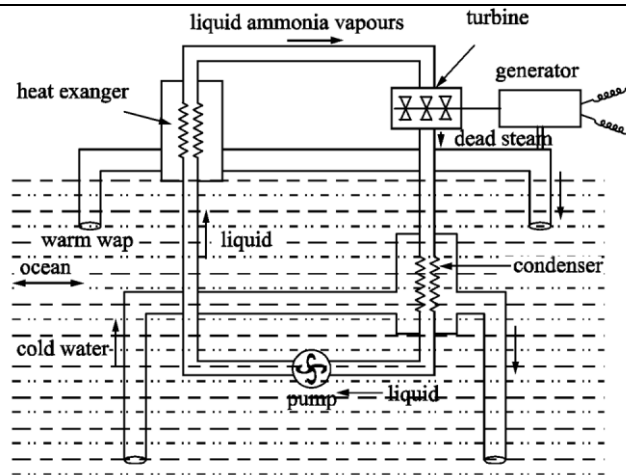 liquid ammonia vapours
turbine
heat exanger
generator
dead steam
warm wap
liquid
ocean
condenser
cold water
pump
liquid